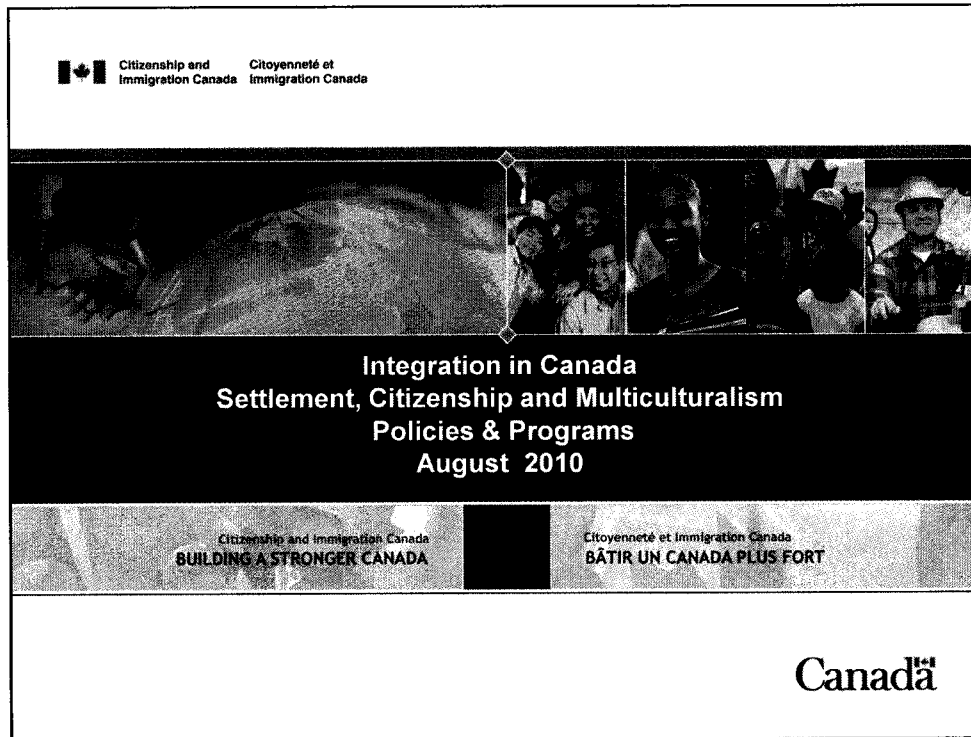 Citizenship and
Immigration Canada
Citoyenneté et
Immigration Canada
Integration in Canada
Settlement, Citizenship and Multiculturalism
Policies & Programs
August 2010
Citizenship and Immigration Canada
BUILDING A STRONGER CANADA
Citoyenneté et Immigration Canada
BÂTIR UN CANADA PLUS FORT
Canada